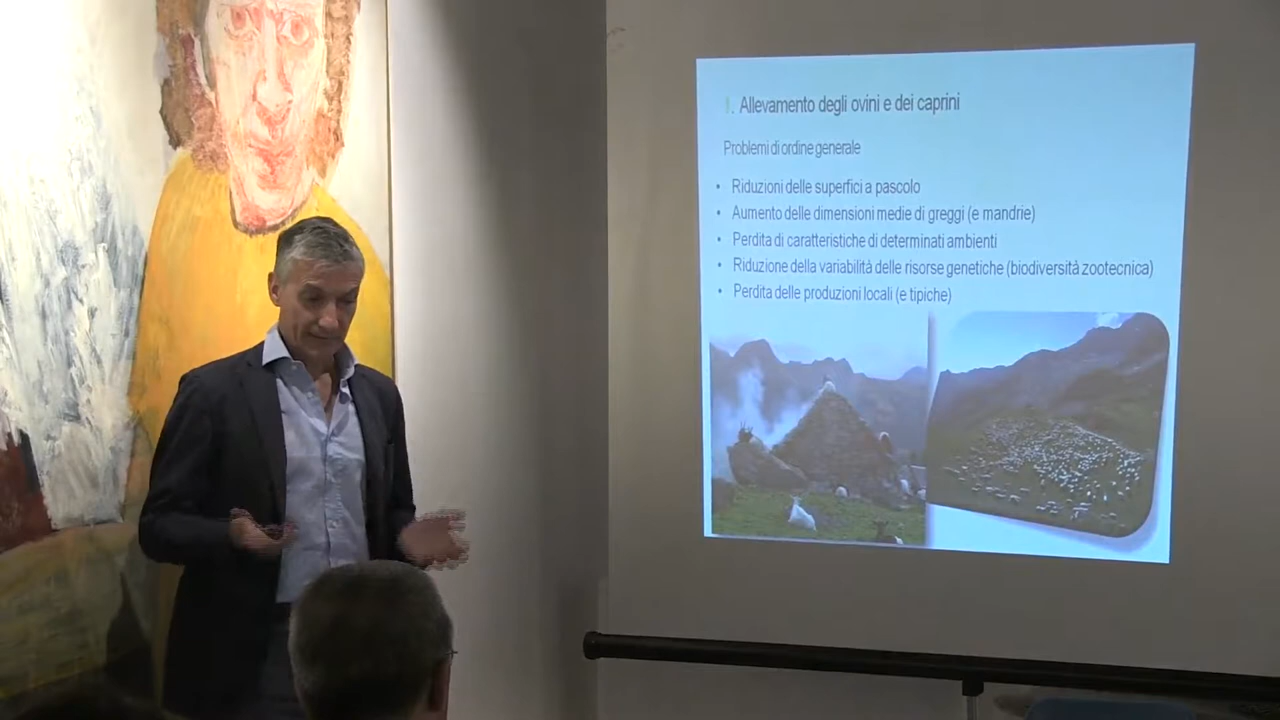 1. Allevamento degli ovini e dei caprini
Problemi di ordine generale
• Riduzioni delle superfici a pascolo
• Aumento delle dimensioni medie di greggi (e mandrie)
• Perdita di caratteristiche di determinati ambienti
• Riduzione della variabilità delle risorse genetiche (biodiversità zootecnica)
• Perdita delle produzioni locali (e tipiche)